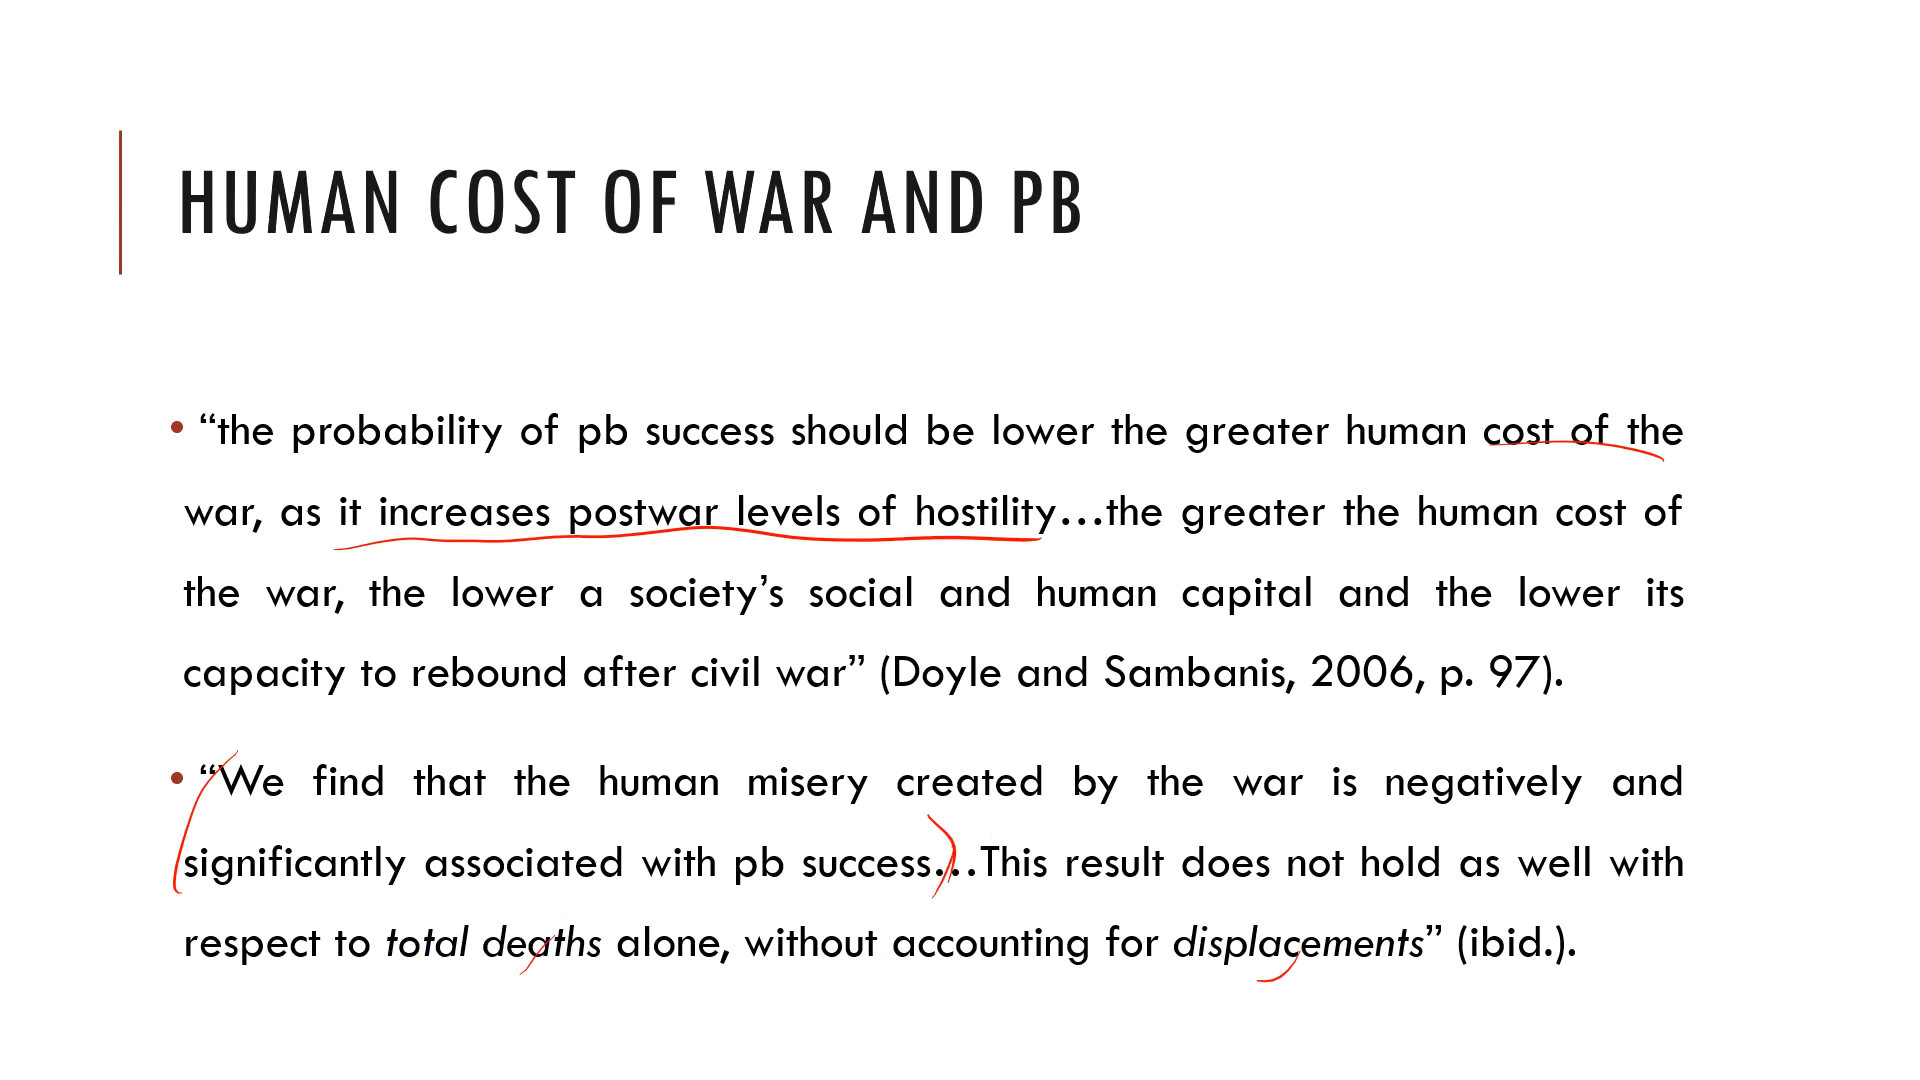 HUMAN COST OF WAR AND PB
• “the probability of pb success should be lower the greater human cost of the
war, as it increases postwar levels of hostility…the greater the human cost of
the war, the lower a society’s social and human capital and the lower its
capacity to rebound after civil war” (Doyle and Sambanis, 2006, p. 97).
• “We find that the human misery created by the war is negatively and
significantly associated with pb success…This result does not hold as well with
respect to total deaths alone, without accounting for displacements” (ibid.).